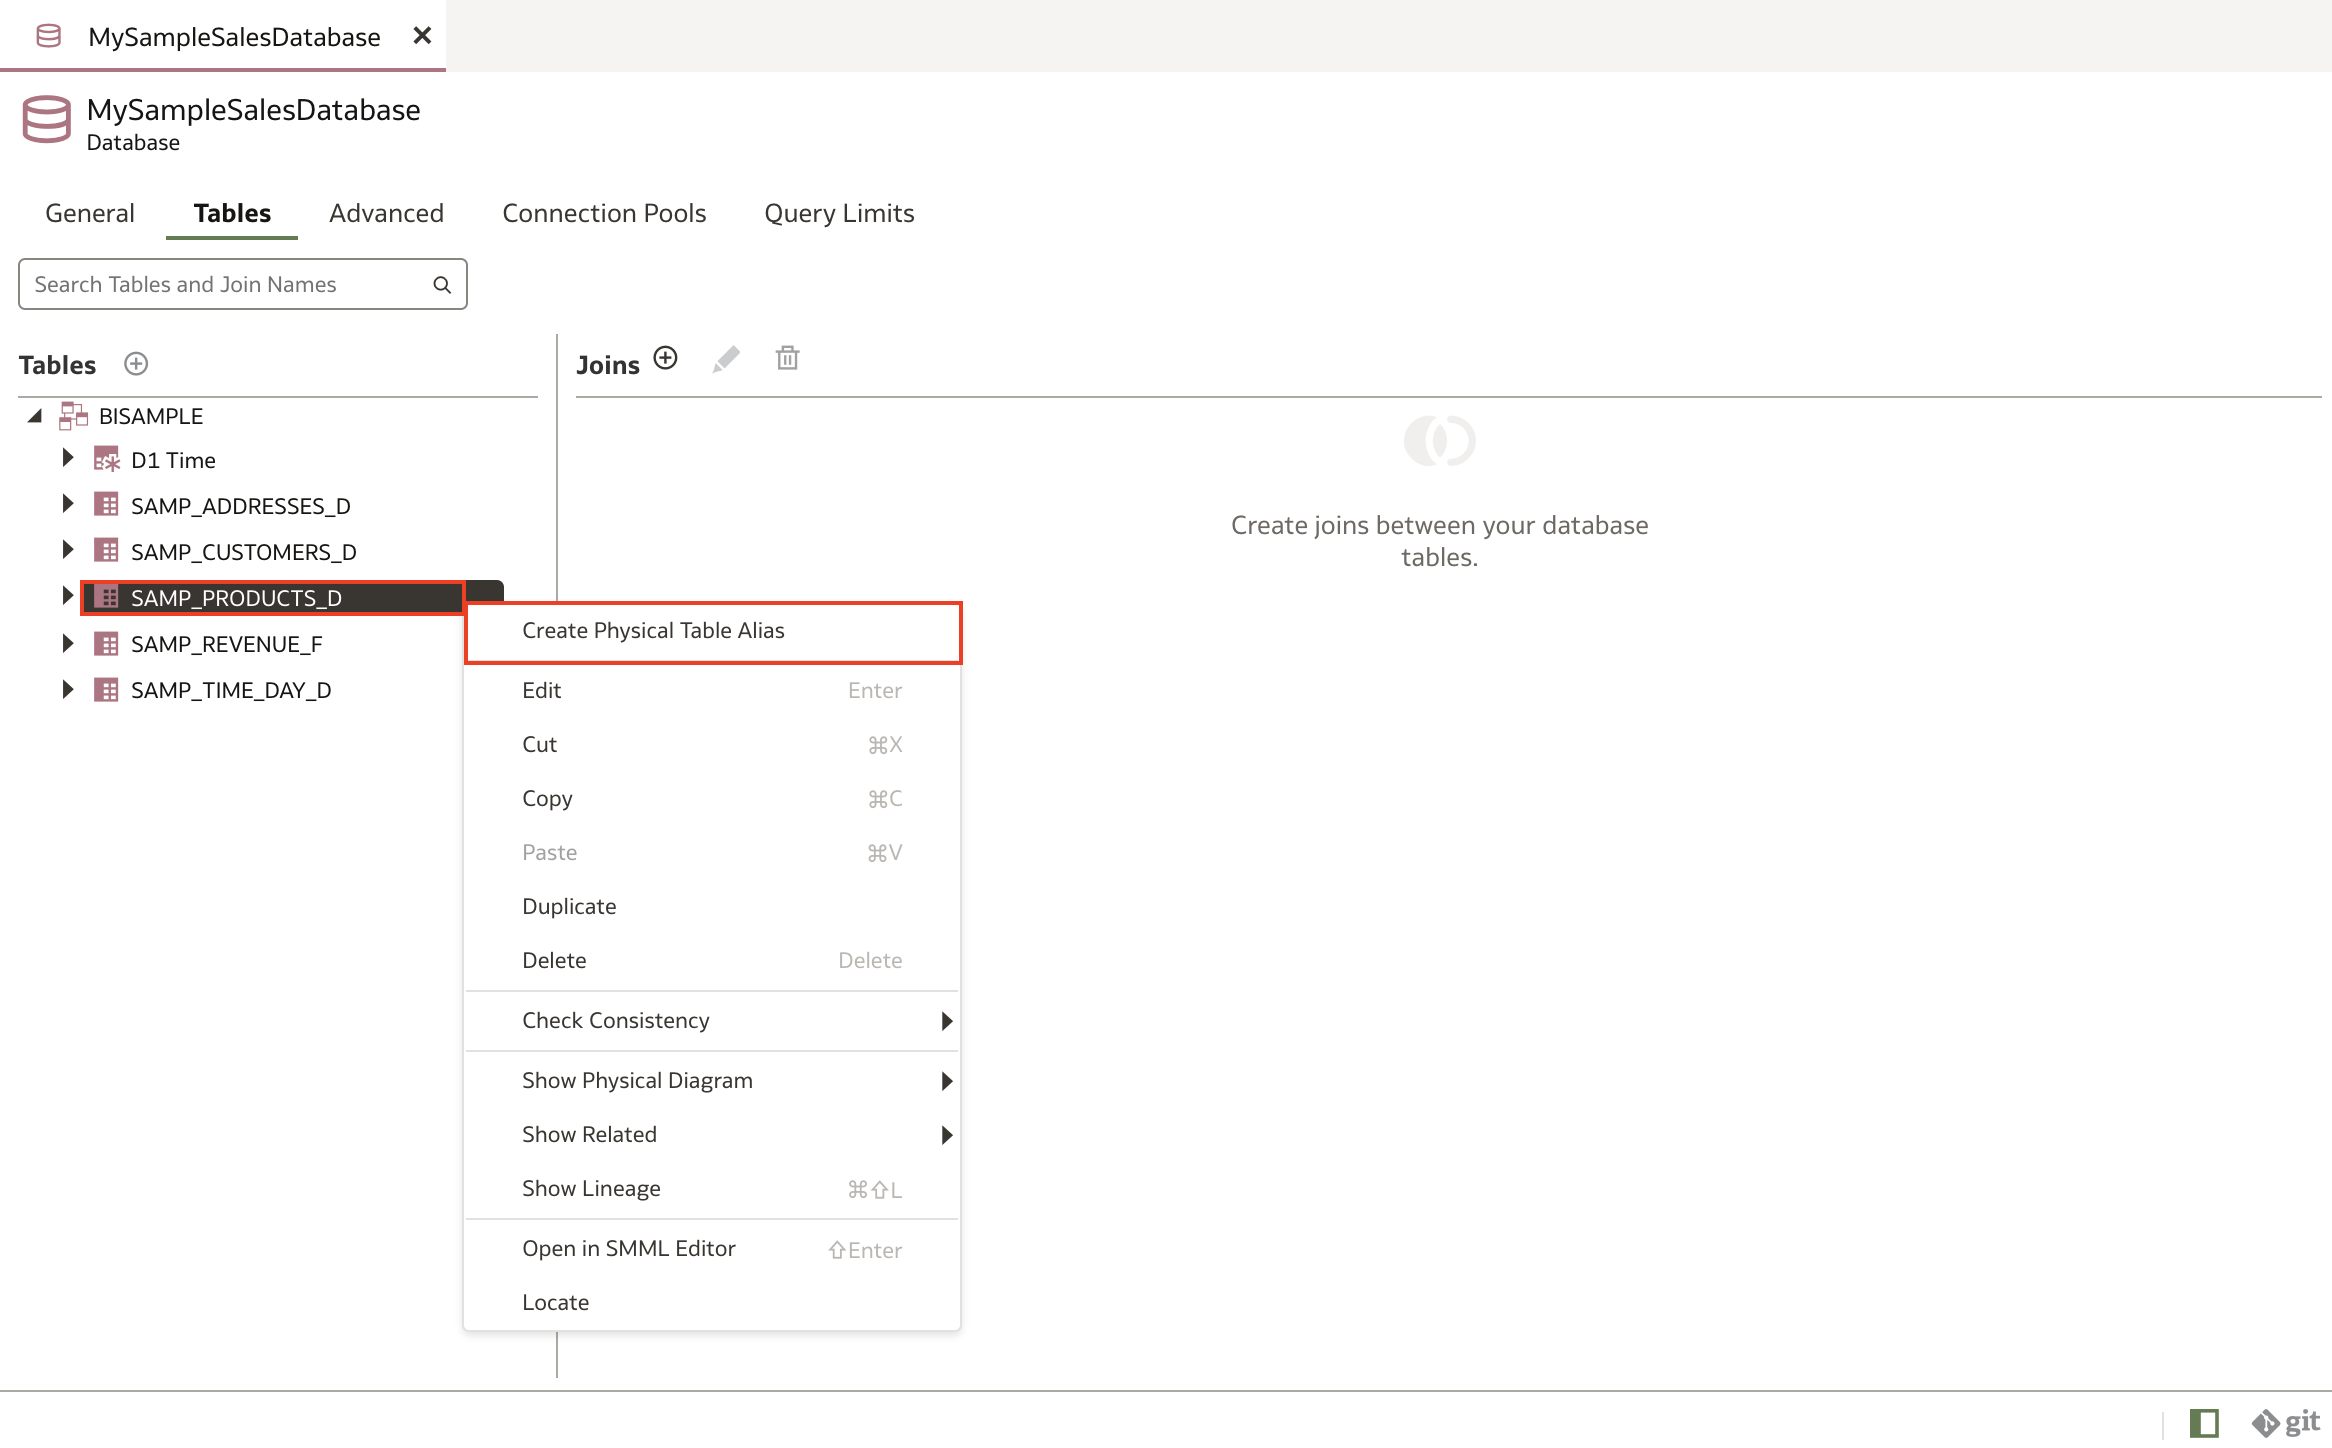 MySampleSalesDatabase
MySampleSalesDatabase
Database
General Tables Advanced Connection Pools Query Limits
Search Tables and Join Names
Tables
BISAMPLE
D1 Time
SAMP_ADDRESSES_D
SAMP_CUSTOMERS_D
SAMP_PRODUCTS_D
SAMP_REVENUE_F
SAMP_TIME_DAY_D
Joins
Create joins between your database
tables.
Create Physical Table Alias
Edit Enter
Cut ⌘X
Copy ⌘C
Paste ⌘V
Duplicate
Delete Delete
Check Consistency
Show Physical Diagram
Show Related
Show Lineage ⌘⇧L
Open in SMML Editor ⇧Enter
Locate
git